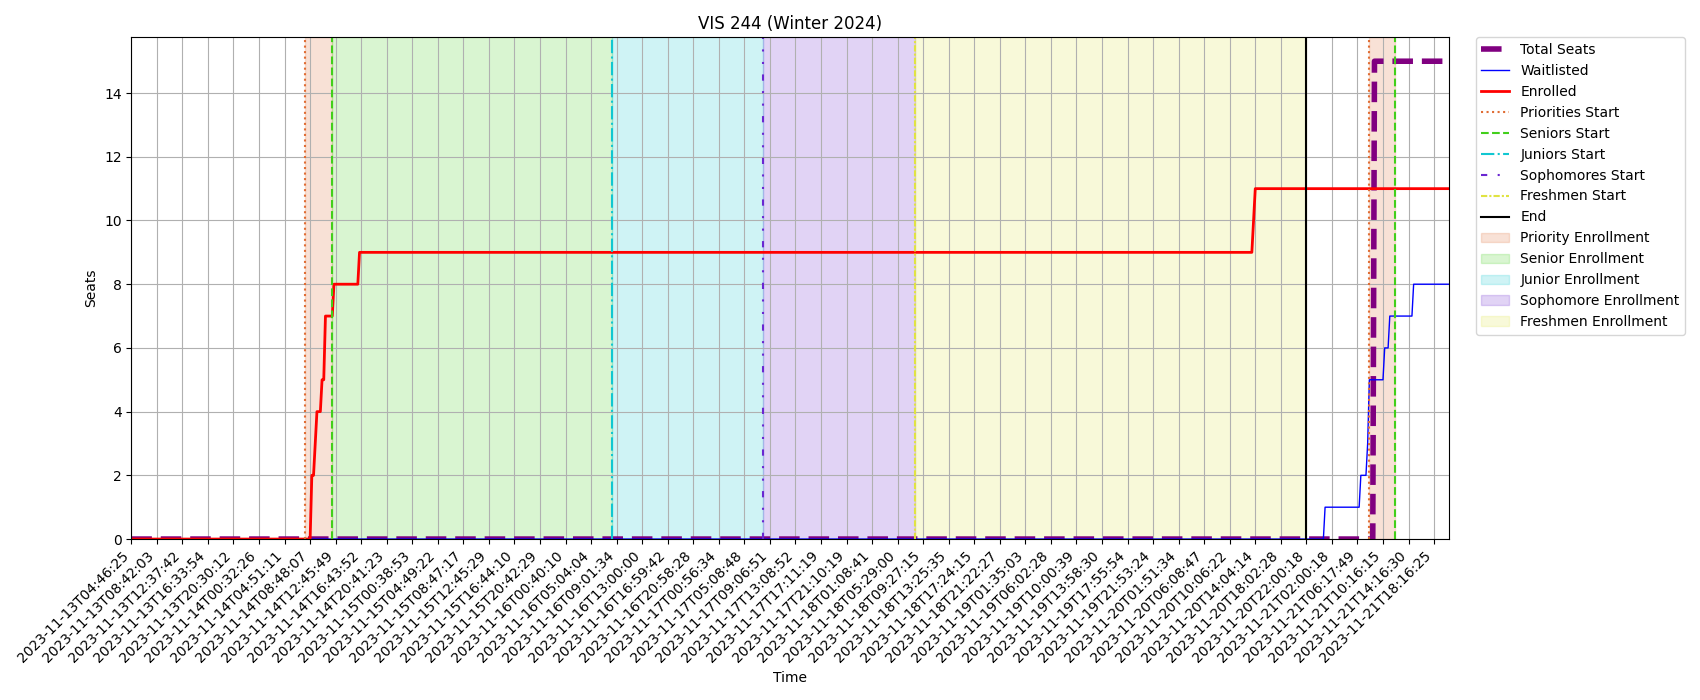 VIS 244 (Winter 2024)
Seats
14
12
10
8
6
4
2
0
2023-11-13T04:46:25
2023-11-13T08:42:03
2023-11-13T12:37:42
2023-11-13T16:33:54
2023-11-13T20:30:12
2023-11-14T00:32:26
2023-11-14T04:51:11
2023-11-14T08:48:07
2023-11-14T12:45:49
2023-11-14T16:43:52
2023-11-14T20:41:23
2023-11-15T00:38:53
2023-11-15T04:49:22
2023-11-15T08:47:17
2023-11-15T12:45:29
2023-11-15T16:44:10
2023-11-15T20:42:29
2023-11-16T00:40:10
2023-11-16T05:04:04
2023-11-16T09:01:34
2023-11-16T13:00:00
2023-11-16T16:59:42
2023-11-16T20:58:28
2023-11-17T00:56:34
2023-11-17T05:08:48
2023-11-17T09:06:51
2023-11-17T13:08:52
2023-11-17T17:11:19
2023-11-17T21:10:19
2023-11-18T01:08:41
2023-11-18T05:29:00
2023-11-18T09:27:15
2023-11-18T13:25:35
2023-11-18T17:24:15
2023-11-18T21:22:27
2023-11-19T01:35:03
2023-11-19T06:02:28
2023-11-19T10:00:39
2023-11-19T13:58:30
2023-11-19T17:55:54
2023-11-19T21:53:24
2023-11-20T01:51:34
2023-11-20T06:08:47
2023-11-20T10:06:22
2023-11-20T14:04:14
2023-11-20T18:02:28
2023-11-20T22:00:18
2023-11-21T02:00:18
2023-11-21T06:17:49
2023-11-21T10:16:15
2023-11-21T14:16:30
2023-11-21T18:16:25
Time
Total Seats
Waitlisted
Enrolled
Priorities Start
Seniors Start
Juniors Start
Sophomores Start
Freshmen Start
End
Priority Enrollment
Senior Enrollment
Junior Enrollment
Sophomore Enrollment
Freshmen Enrollment